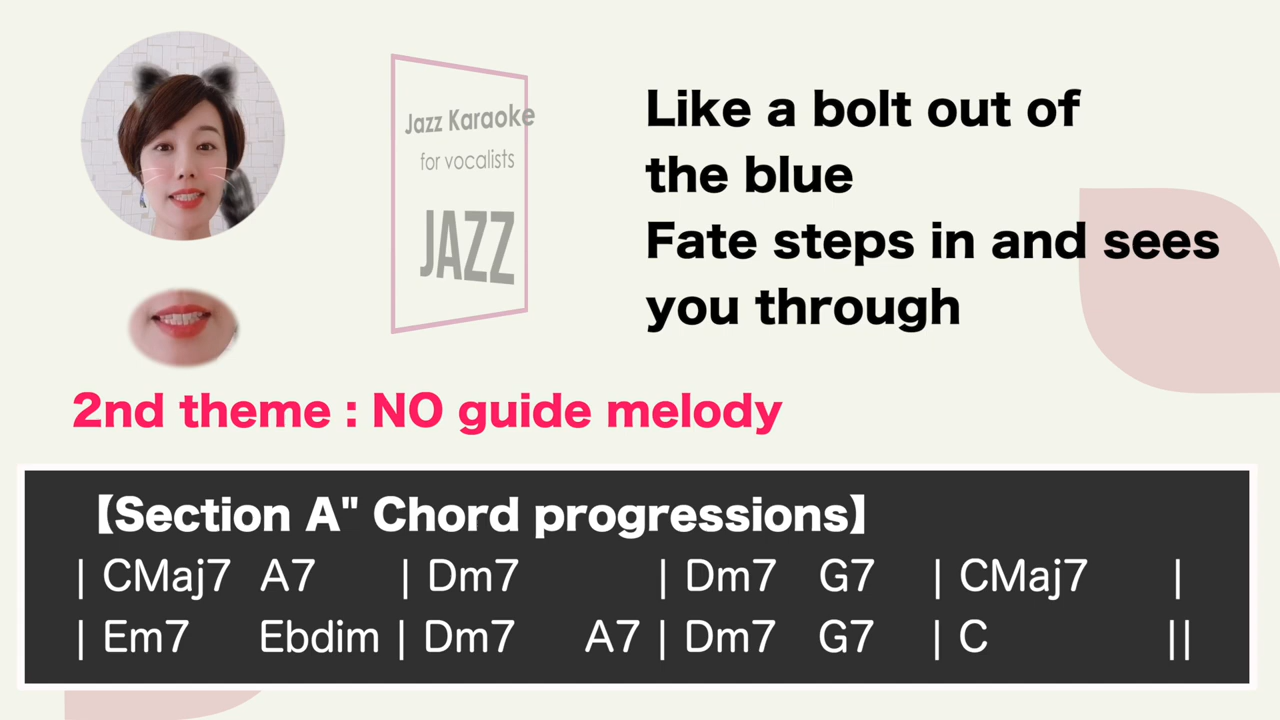 Jazz Karaoke
for vocalists
JAZZ
Like a bolt out of
the blue
Fate steps in and sees
you through
2nd theme : NO guide melody
【Section A" Chord progressions】
| CMaj7 A7 | Dm7 | Dm7 G7 | CMaj7 |
| Em7 Ebdim | Dm7 A7 | Dm7 G7 | C ||